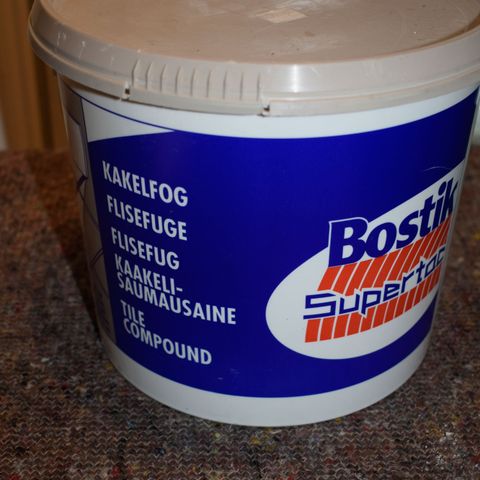 KAKELFOG
FLISEFUGE
FLISEFUG
KAAKELI-
SAUMAUSAINE
TILE
COMPOUND
Bostik
Supertac